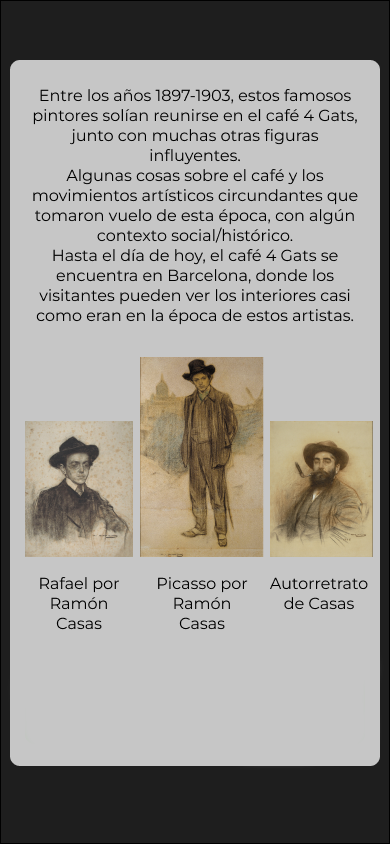 Entre los años 1897-1903, estos famosos
pintores solían reunirse en el café 4 Gats,
junto con muchas otras figuras
influyentes.
Algunas cosas sobre el café y los
movimientos artísticos circundantes que
tomaron vuelo de esta época, con algún
contexto social/histórico.
Hasta el día de hoy, el café 4 Gats se
encuentra en Barcelona, donde los
visitantes pueden ver los interiores casi
como eran en la época de estos artistas.
Rafael por
Ramón
Casas
Picasso por
Ramón
Casas
Autorretrato
de Casas